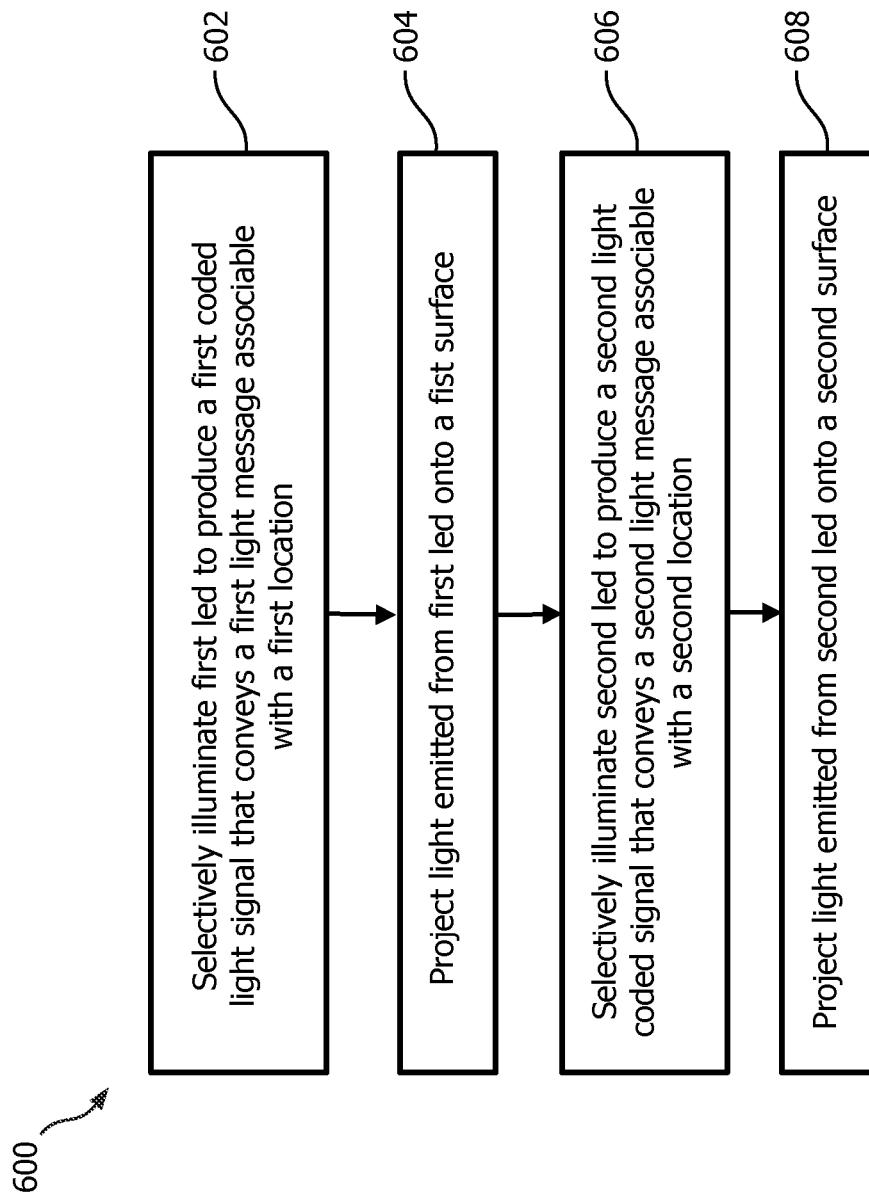 600
Selectively illuminate first led to produce a first coded
light signal that conveys a first light message associable
with a first location
602
Project light emitted from first led onto a fist surface
604
Selectively illuminate second led to produce a second light
coded signal that conveys a second light message associable
with a second location
606
Project light emitted from second led onto a second surface
608